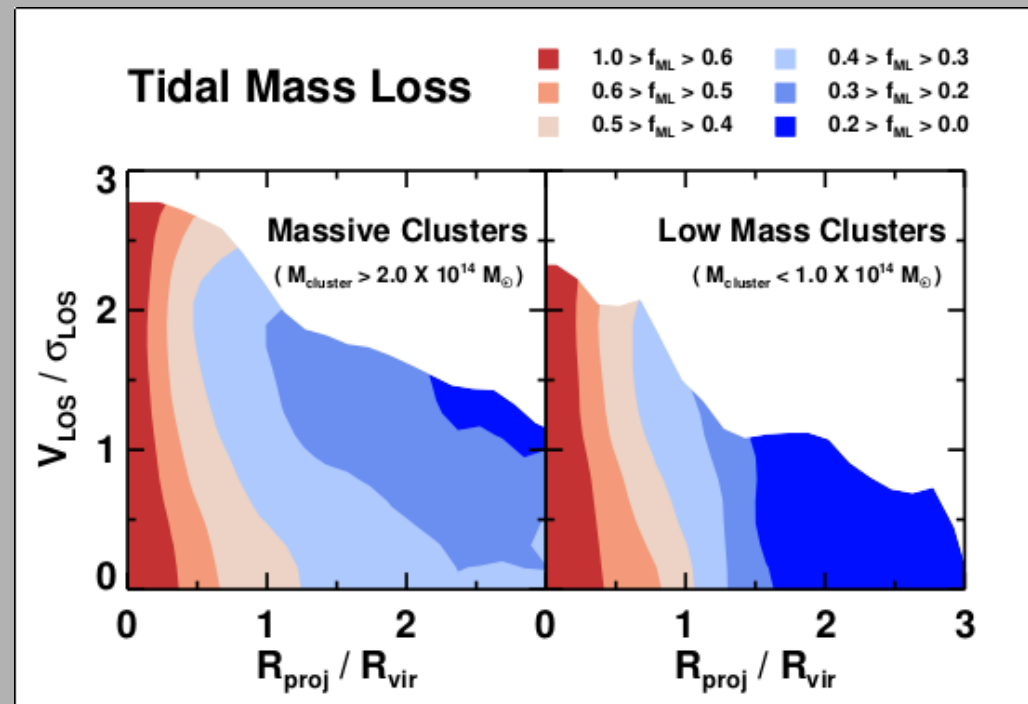 Tidal Mass Loss
1.0 > f_ML > 0.6
0.6 > f_ML > 0.5
0.5 > f_ML > 0.4
0.4 > f_ML > 0.3
0.3 > f_ML > 0.2
0.2 > f_ML > 0.0
V_LOS / σ_LOS
3
2
1
0
Massive Clusters
( M_cluster > 2.0 X 10^14 M_☉)
Low Mass Clusters
( M_cluster < 1.0 X 10^14 M_☉)
0 1 2 0 1 2 3
R_proj / R_vir
R_proj / R_vir